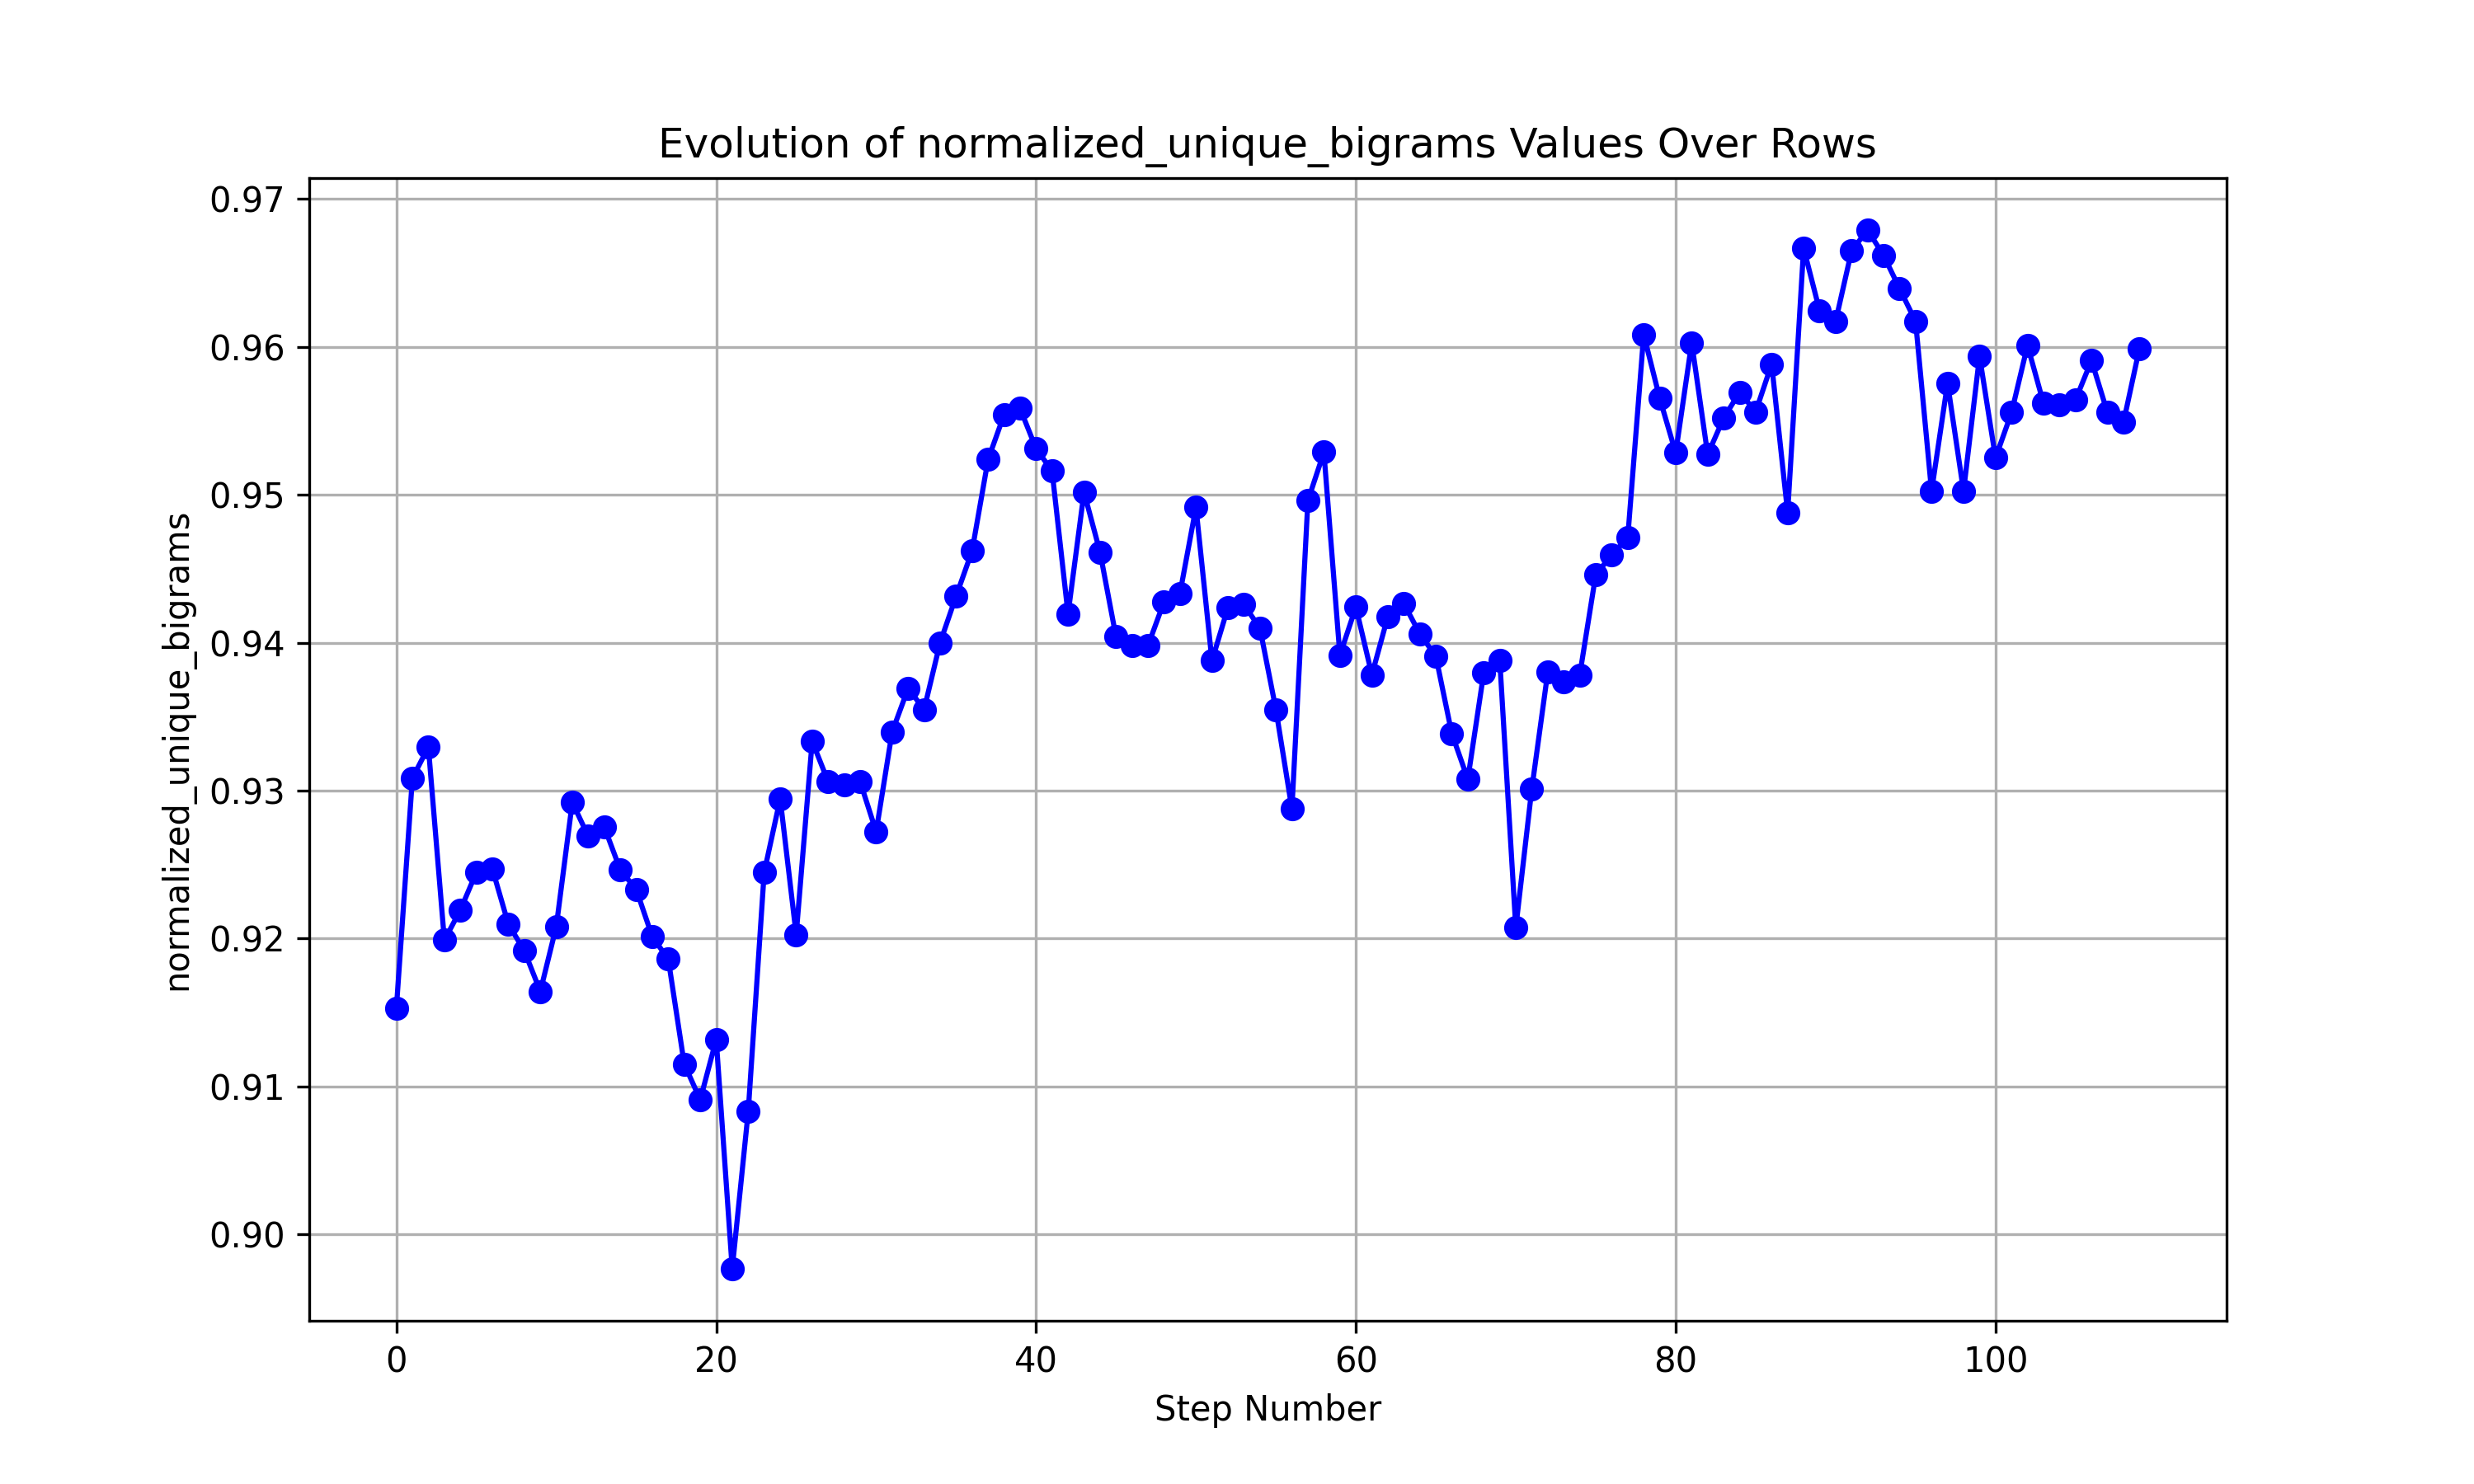 Evolution of normalized_unique_bigrams Values Over Rows
normalized_unique_bigrams
0.97
0.96
0.95
0.94
0.93
0.92
0.91
0.90
0 20 40 60 80 100
Step Number